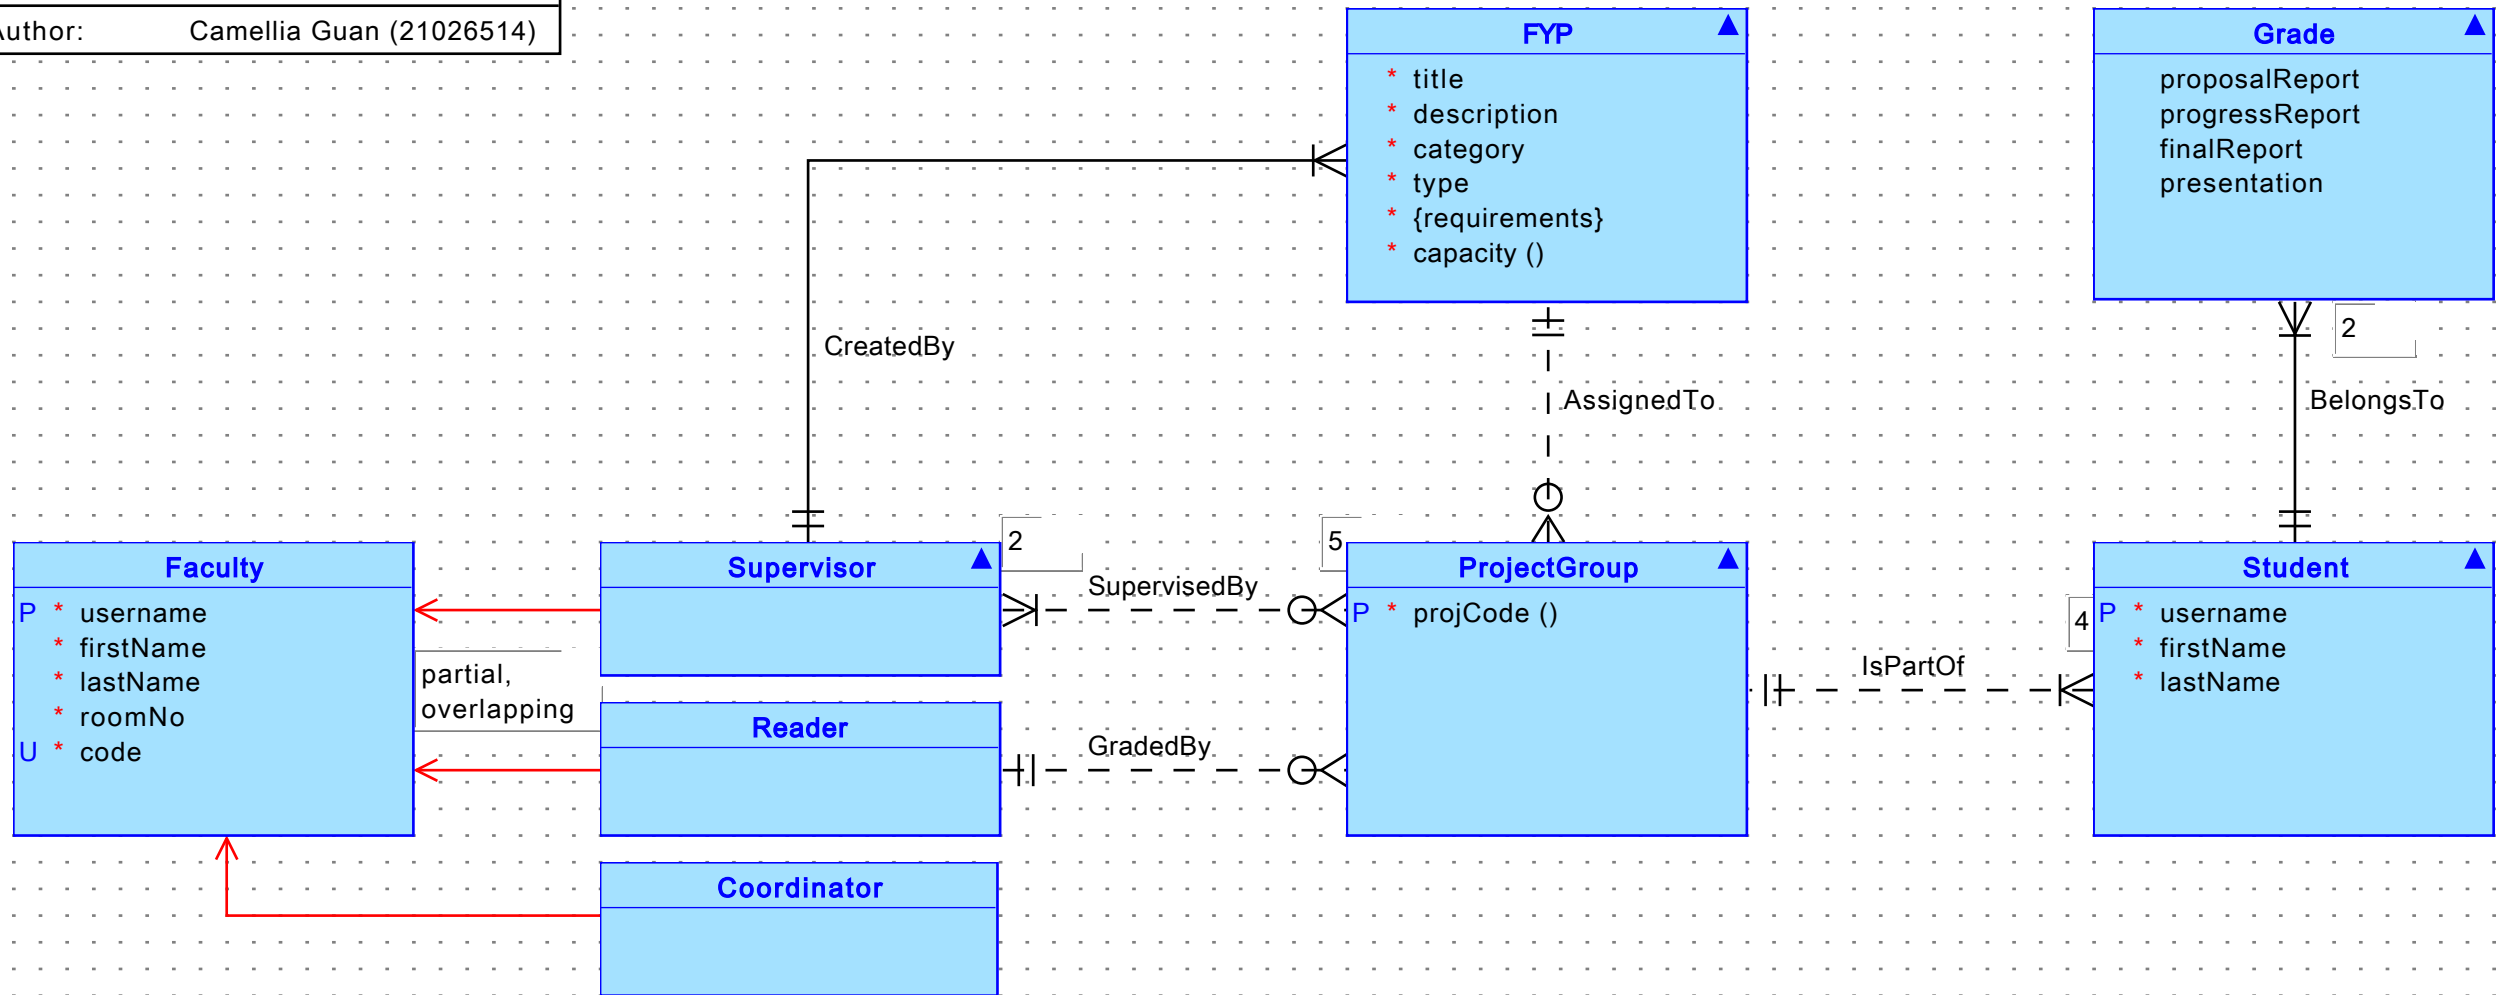 Author: Camellia Guan (21026514)
FYP
* title
* description
* category
* type
* {requirements}
* capacity ()
Grade
proposalReport
progressReport
finalReport
presentation
2
CreatedBy
AssignedTo
BelongsTo
Faculty
P * username
* firstName
* lastName
* roomNo
U * code
partial,
overlapping
Supervisor
2
SupervisedBy
5
Reader
GradedBy
Coordinator
ProjectGroup
P * projCode ()
IsPartOf
4
Student
P * username
* firstName
* lastName